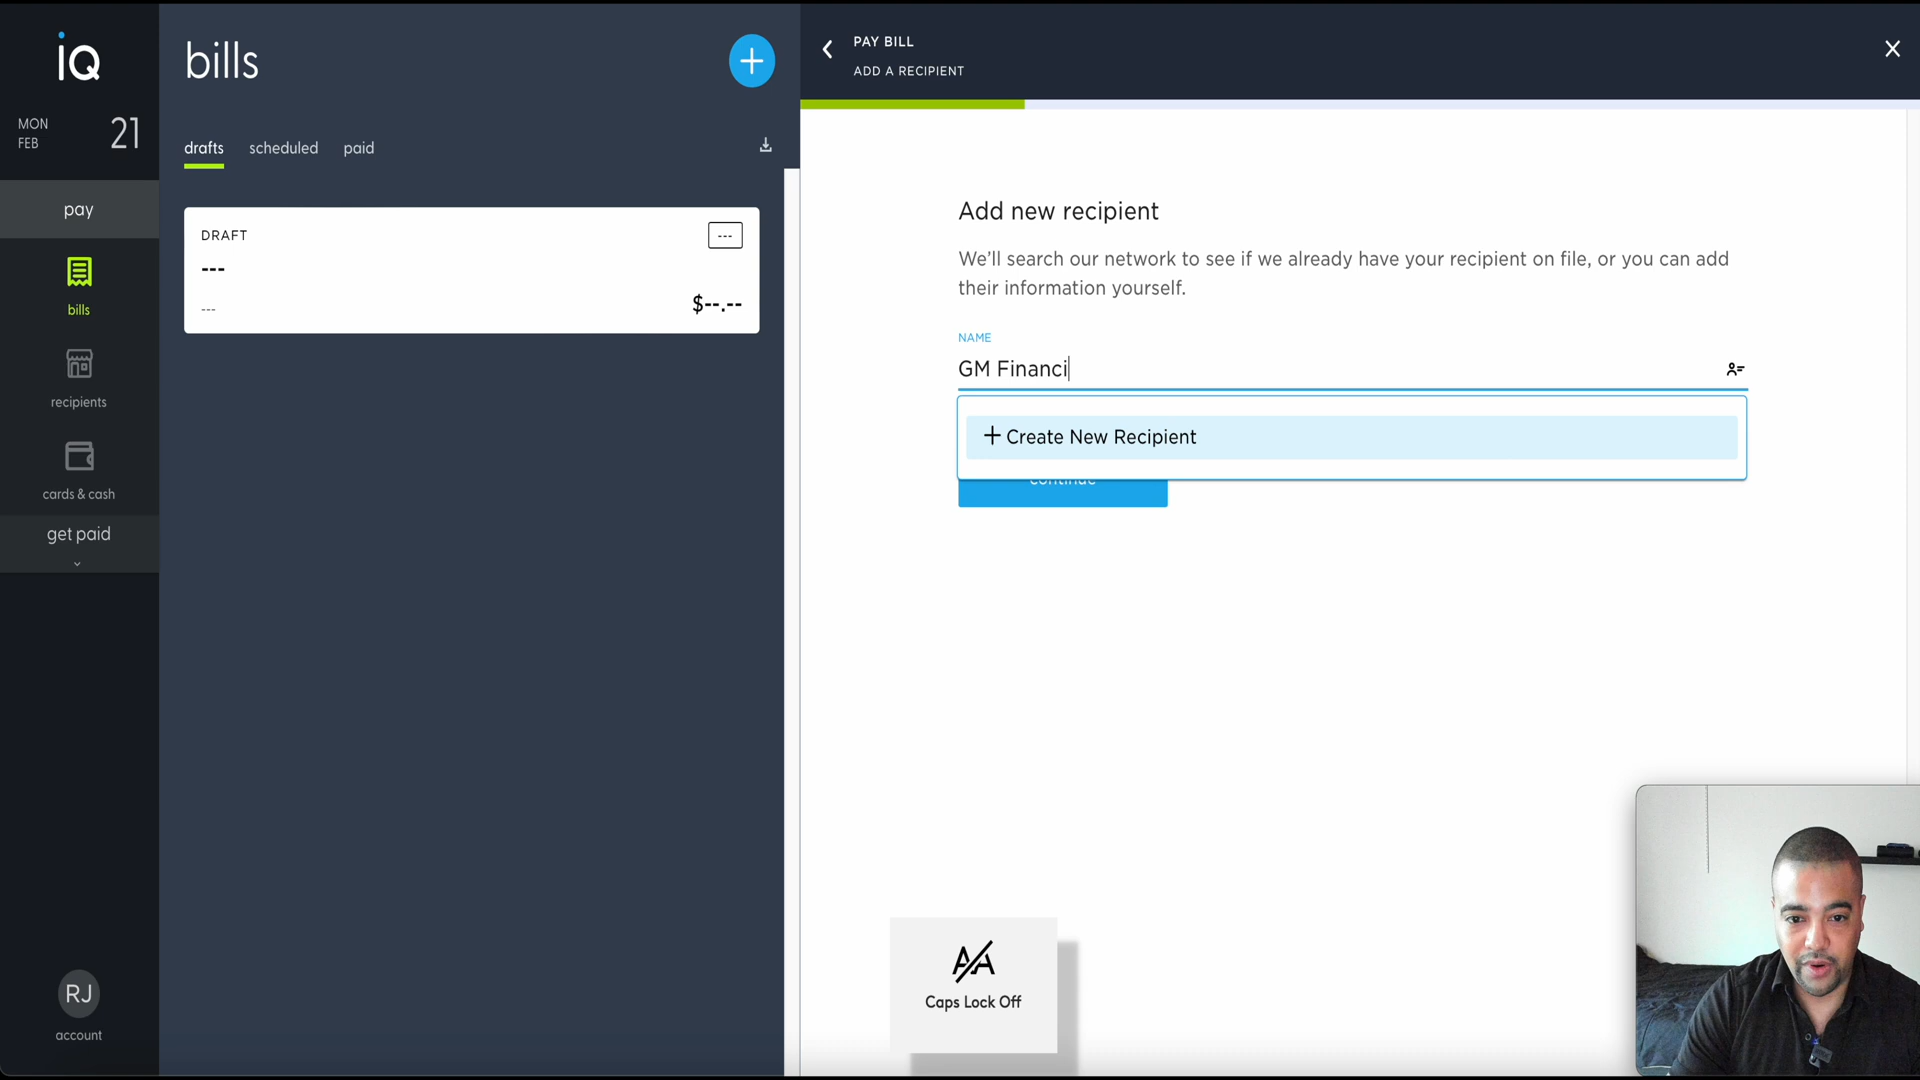 iQ
MON
FEB
21
pay
bills
recipients
cards & cash
get paid
RJ
account
bills
drafts
scheduled
paid
DRAFT
---
---
---
$--.--
PAY BILL
ADD A RECIPIENT
Add new recipient
We'll search our network to see if we already have your recipient on file, or you can add
their information yourself.
NAME
GM Financi
+ Create New Recipient
continue
Caps Lock Off